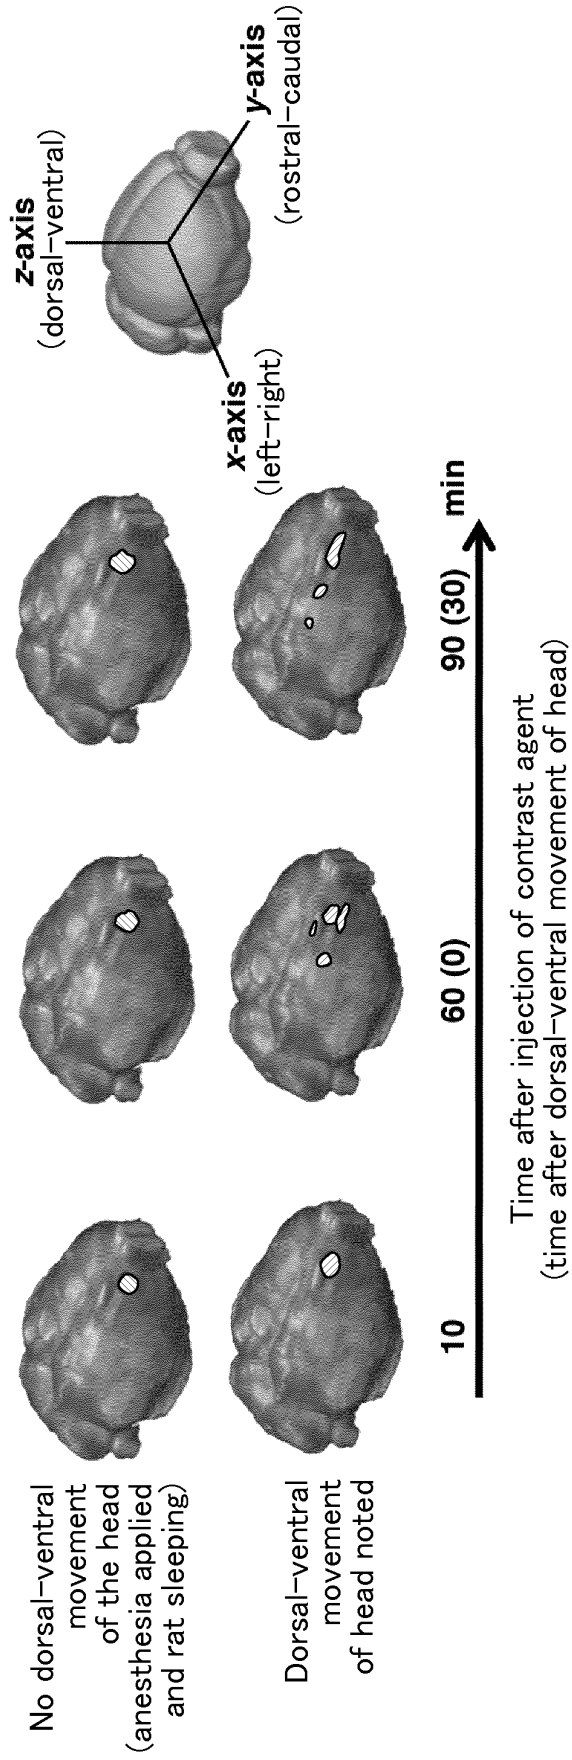 No dorsal-ventral
movement
of the head
(anesthesia applied
and rat sleeping)
Dorsal-ventral
movement
of head noted
10
60 (0)
90 (30)
min
Time after injection of contrast agent
(time after dorsal-ventral movement of head)
z-axis
(dorsal-ventral)
x-axis
(left-right)
y-axis
(rostral-caudal)